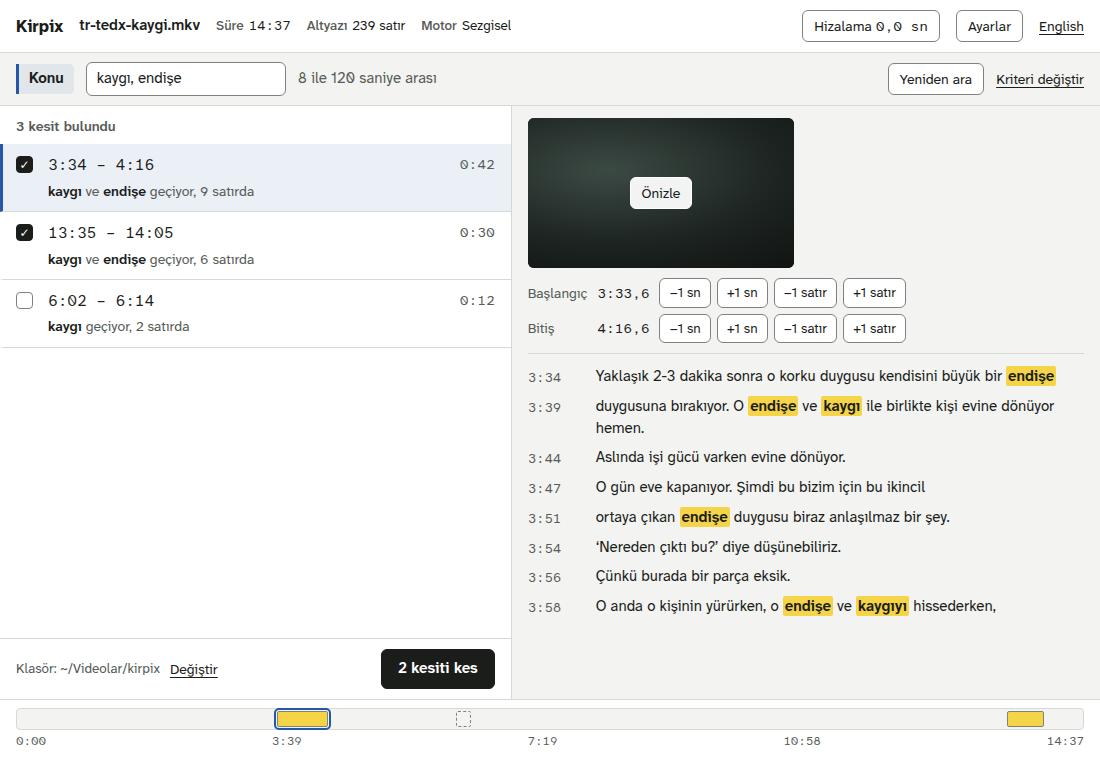 Kirpix tr-tedx-kaygi.mkv Süre 14:37 Altyazı 239 satır Motor Sezgisel Hizalama 0,0 sn Ayarlar English
Konu kaygı, endişe 8 ile 120 saniye arası Yeniden ara Kriteri değiştir
3 kesit bulundu
3:34 – 4:16 0:42
kaygı ve endişe geçiyor, 9 satırda
13:35 – 14:05 0:30
kaygı ve endişe geçiyor, 6 satırda
6:02 – 6:14 0:12
kaygı geçiyor, 2 satırda
Klasör: ~/Videolar/kirpix Değiştir 2 kesiti kes
Önizle
Başlangıç 3:33,6 −1 sn +1 sn −1 satır +1 satır
Bitiş 4:16,6 −1 sn +1 sn −1 satır +1 satır
3:34 Yaklaşık 2-3 dakika sonra o korku duygusu kendisini büyük bir endişe
3:39 duygusuna bırakıyor. O endişe ve kaygı ile birlikte kişi evine dönüyor
hemen.
3:44 Aslında işi gücü varken evine dönüyor.
3:47 O gün eve kapanıyor. Şimdi bu bizim için bu ikincil
3:51 ortaya çıkan endişe duygusu biraz anlaşılmaz bir şey.
3:54 ‘Nereden çıktı bu?’ diye düşünebiliriz.
3:56 Çünkü burada bir parça eksik.
3:58 O anda o kişinin yürürken, o endişe ve kaygıyı hissederken,
0:00 3:39 7:19 10:58 14:37